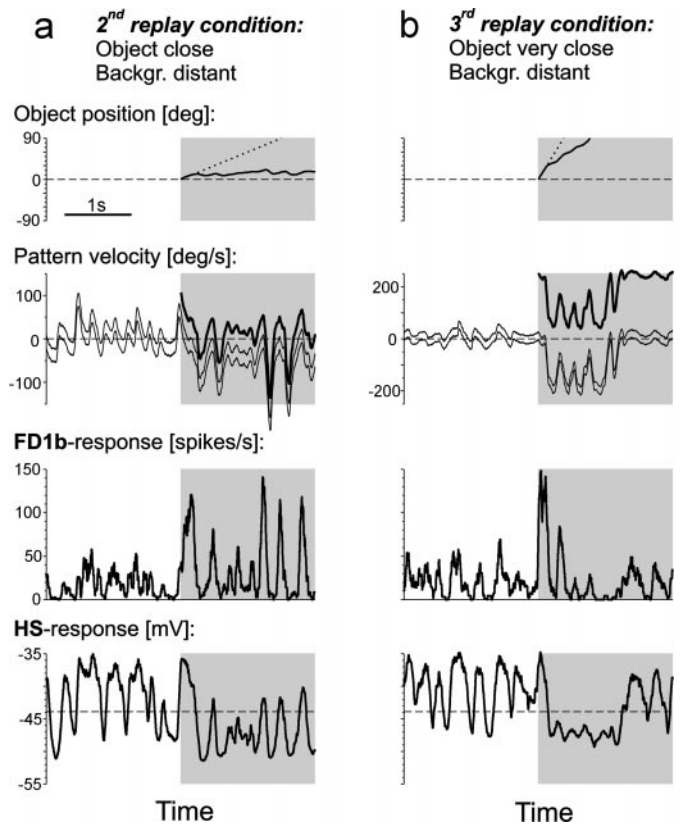 a 2nd replay condition:
Object close
Backgr. distant
b 3rd replay condition:
Object very close
Backgr. distant
Object position [deg]:
90
0
-90
1s
Pattern velocity [deg/s]:
100
0
-100
200
0
-200
FD1b-response [spikes/s]:
150
100
50
0
HS-response [mV]:
-35
-45
-55
Time
Time